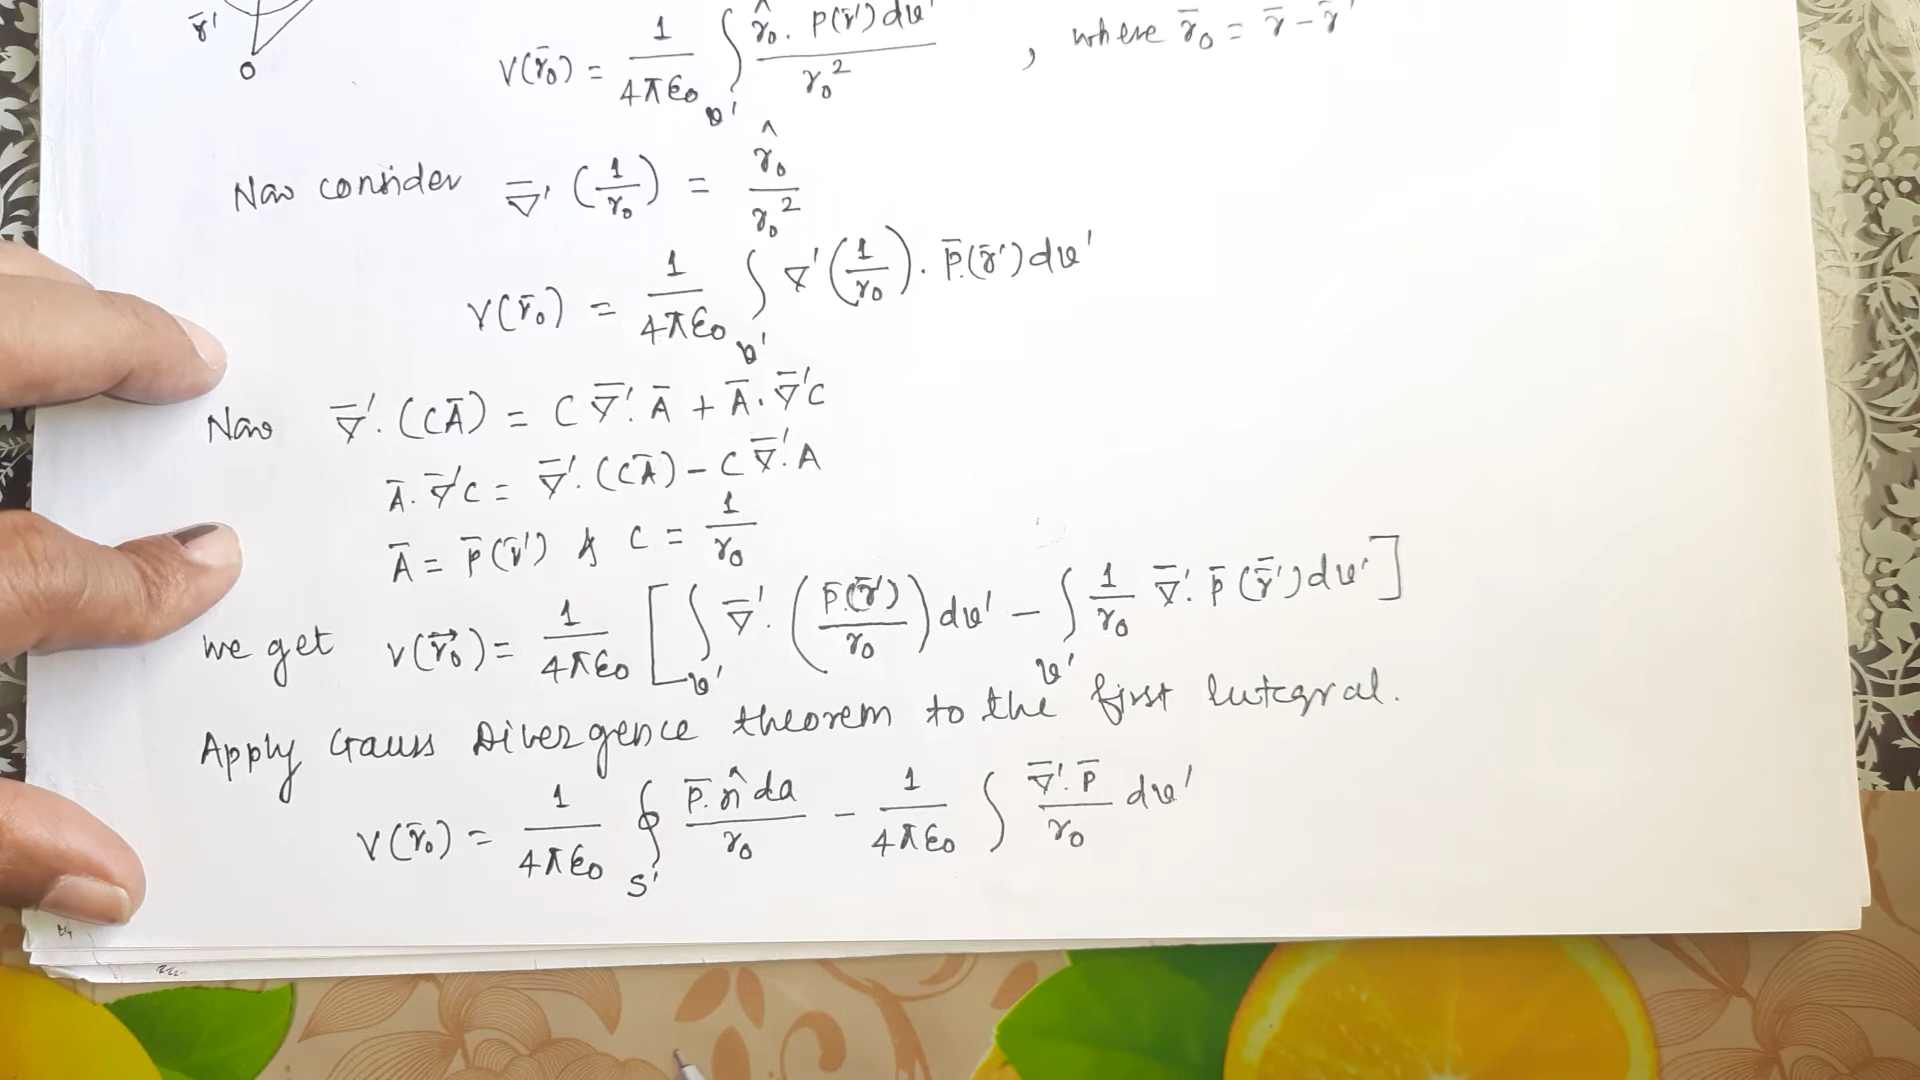 r̄'
O
V(r̄₀) = 1/4πε₀ ∫v' r̂₀. P(r̄')dv'/r₀² , where r̄₀ = r̄ - r̄'
Now consider ∇̄' (1/r₀) = r̂₀/r₀²
V(r̄₀) = 1/4πε₀ ∫v' ∇'(1/r₀). P̄(r̄')dv'
Now ∇̄'. (CĀ) = C ∇̄'. Ā + Ā. ∇̄'C
Ā. ∇̄'C = ∇̄'. (CĀ) - C ∇̄'. A
Ā = P̄(r̄') & C = 1/r₀
we get V(r⃗₀) = 1/4πε₀ [∫v' ∇̄'. (P̄(r̄')/r₀) dv' - ∫v' 1/r₀ ∇̄'. P̄(r̄')dv']
Apply Gauss Divergence theorem to the first Integral.
V(r̄₀) = 1/4πε₀ ∮S' P̄. n̂ da/r₀ - 1/4πε₀ ∫ ∇̄'. P̄/r₀ dv'